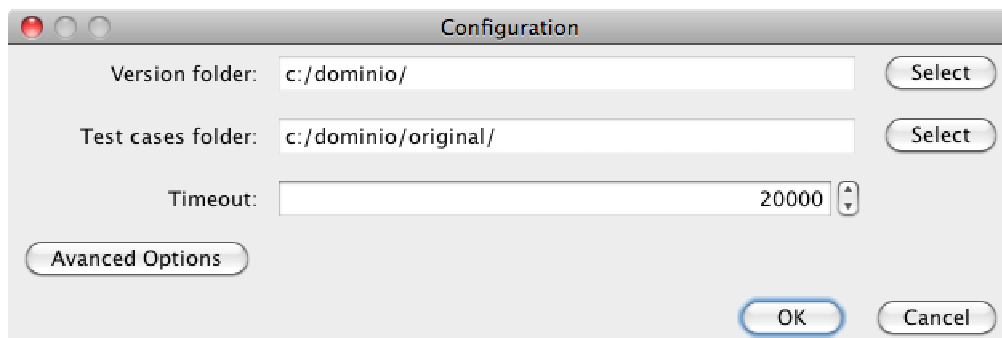 Configuration
Version folder: c:/dominio/ Select
Test cases folder: c:/dominio/original/ Select
Timeout: 20000
Avanced Options
OK Cancel